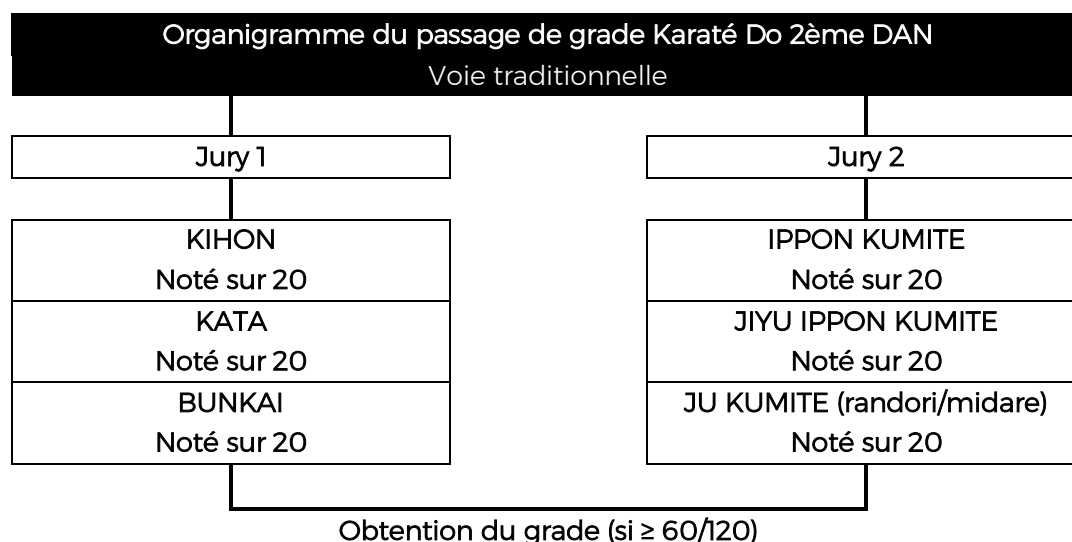 Organigramme du passage de grade Karaté Do 2ème DAN
Voie traditionnelle
Jury 1
KIHON
Noté sur 20
KATA
Noté sur 20
BUNKAI
Noté sur 20
Jury 2
IPPON KUMITE
Noté sur 20
JIYU IPPON KUMITE
Noté sur 20
JU KUMITE (randori/midare)
Noté sur 20
Obtention du grade (si ≥ 60/120)